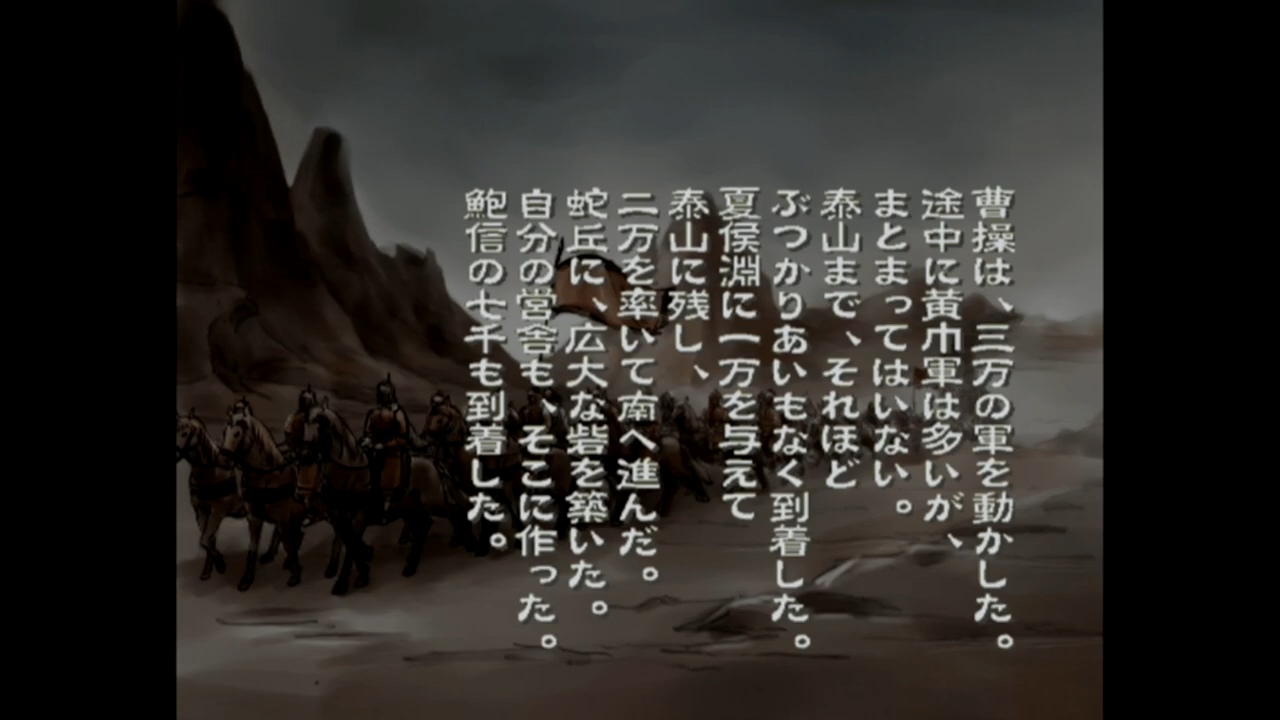 曹操は、三万の軍を動かした。
途中に黄巾軍は多いが、
まとまってはいない。
泰山まで、それほど
ぶつかりあいもなく到着した。
夏侯淵に一万を与えて
泰山に残し、
二万を率いて南へ進んだ。
蛇丘に、広大な砦を築いた。
自分の営舎も、そこに作った。
鮑信の七千も到着した。